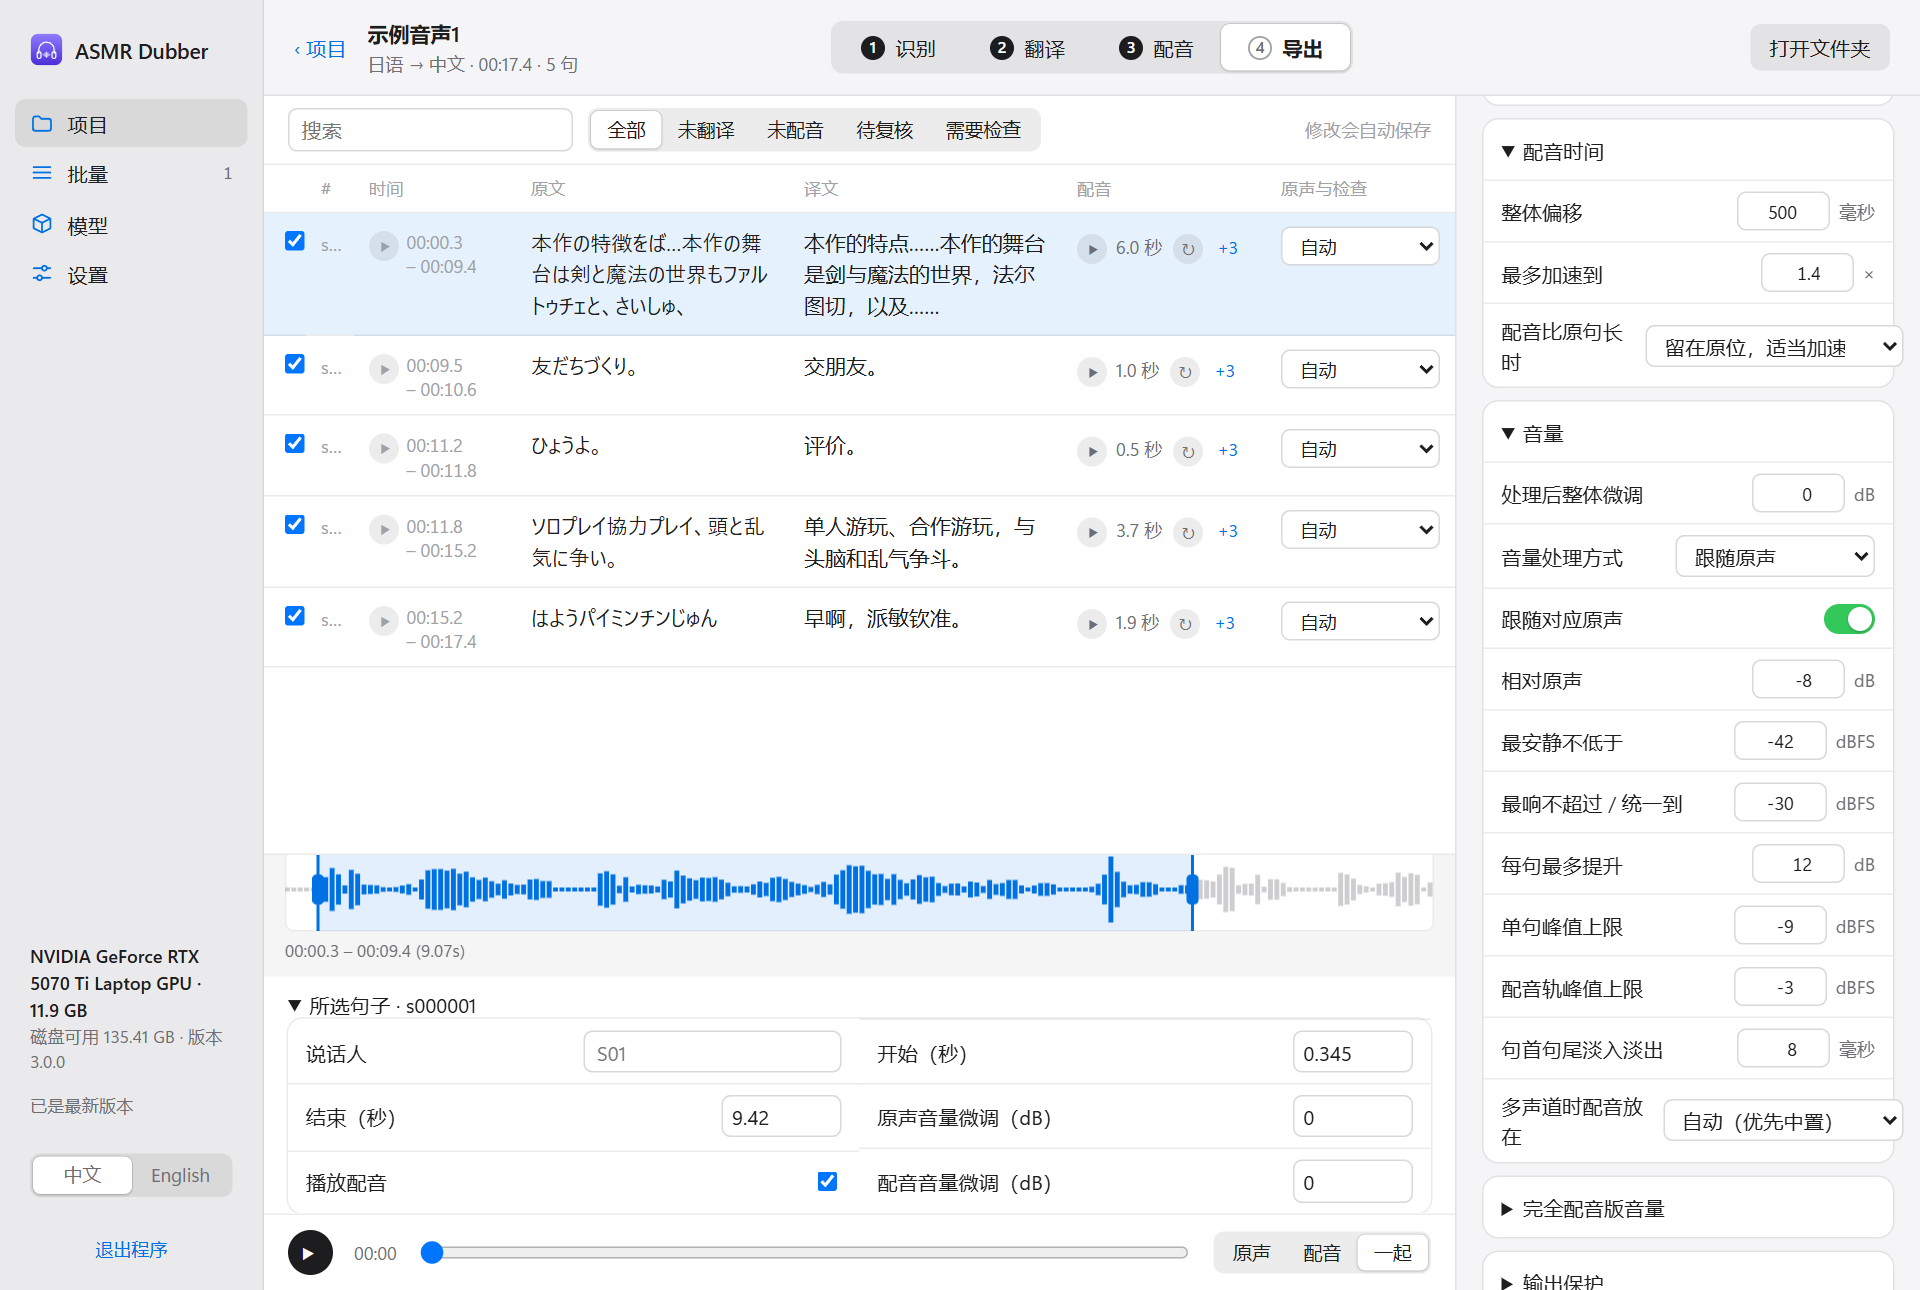 ASMR Dubber
项目
批量 1
模型
设置
NVIDIA GeForce RTX
5070 Ti Laptop GPU ·
11.9 GB
磁盘可用 135.41 GB · 版本
3.0.0
已是最新版本
中文 English
退出程序
‹ 项目
示例音声1
日语 → 中文 · 00:17.4 · 5 句
1 识别 2 翻译 3 配音 4 导出
打开文件夹
搜索
全部 未翻译 未配音 待复核 需要检查
修改会自动保存
# 时间 原文 译文 配音 原声与检查
s... 00:00.3
– 00:09.4
本作の特徴をば...本作の舞
台は剣と魔法の世界もファル
トゥチェと、さいしゅ、
本作的特点......本作的舞台
是剑与魔法的世界，法尔
图切，以及......
6.0 秒 ↻ +3 自动
s... 00:09.5
– 00:10.6
友だちづくり。
交朋友。
1.0 秒 ↻ +3 自动
s... 00:11.2
– 00:11.8
ひょうよ。
评价。
0.5 秒 ↻ +3 自动
s... 00:11.8
– 00:15.2
ソロプレイ協力プレイ、頭と乱
気に争い。
单人游玩、合作游玩，与
头脑和乱气争斗。
3.7 秒 ↻ +3 自动
s... 00:15.2
– 00:17.4
はようパイミンチンじゅん
早啊，派敏钦准。
1.9 秒 ↻ +3 自动
00:00.3 – 00:09.4 (9.07s)
▼ 所选句子 · s000001
说话人 S01
开始（秒） 0.345
结束（秒） 9.42
原声音量微调（dB） 0
播放配音
配音音量微调（dB） 0
00:00
原声 配音 一起
▼ 配音时间
整体偏移 500 毫秒
最多加速到 1.4 ×
配音比原句长
时
留在原位，适当加速
▼ 音量
处理后整体微调 0 dB
音量处理方式 跟随原声
跟随对应原声
相对原声 -8 dB
最安静不低于 -42 dBFS
最响不超过 / 统一到 -30 dBFS
每句最多提升 12 dB
单句峰值上限 -9 dBFS
配音轨峰值上限 -3 dBFS
句首句尾淡入淡出 8 毫秒
多声道时配音放
在
自动（优先中置）
▶ 完全配音版音量
▶ 输出保护